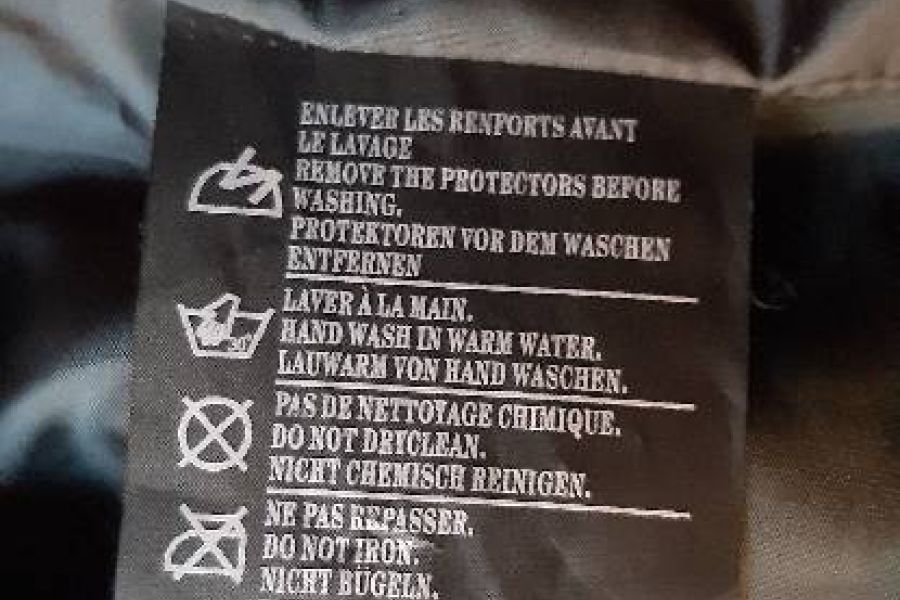 ENLEVER LES RENFORTS AVANT
LE LAVAGE
REMOVE THE PROTECTORS BEFORE
WASHING.
PROTEKTOREN VOR DEM WASCHEN
ENTFERNEN
LAVER À LA MAIN.
30°
HAND WASH IN WARM WATER.
LAUWARM VON HAND WASCHEN.
PAS DE NETTOYAGE CHIMIQUE.
DO NOT DRYCLEAN.
NICHT CHEMISCH REINIGEN.
NE PAS REPASSER.
DO NOT IRON.
NICHT BÜGELN.